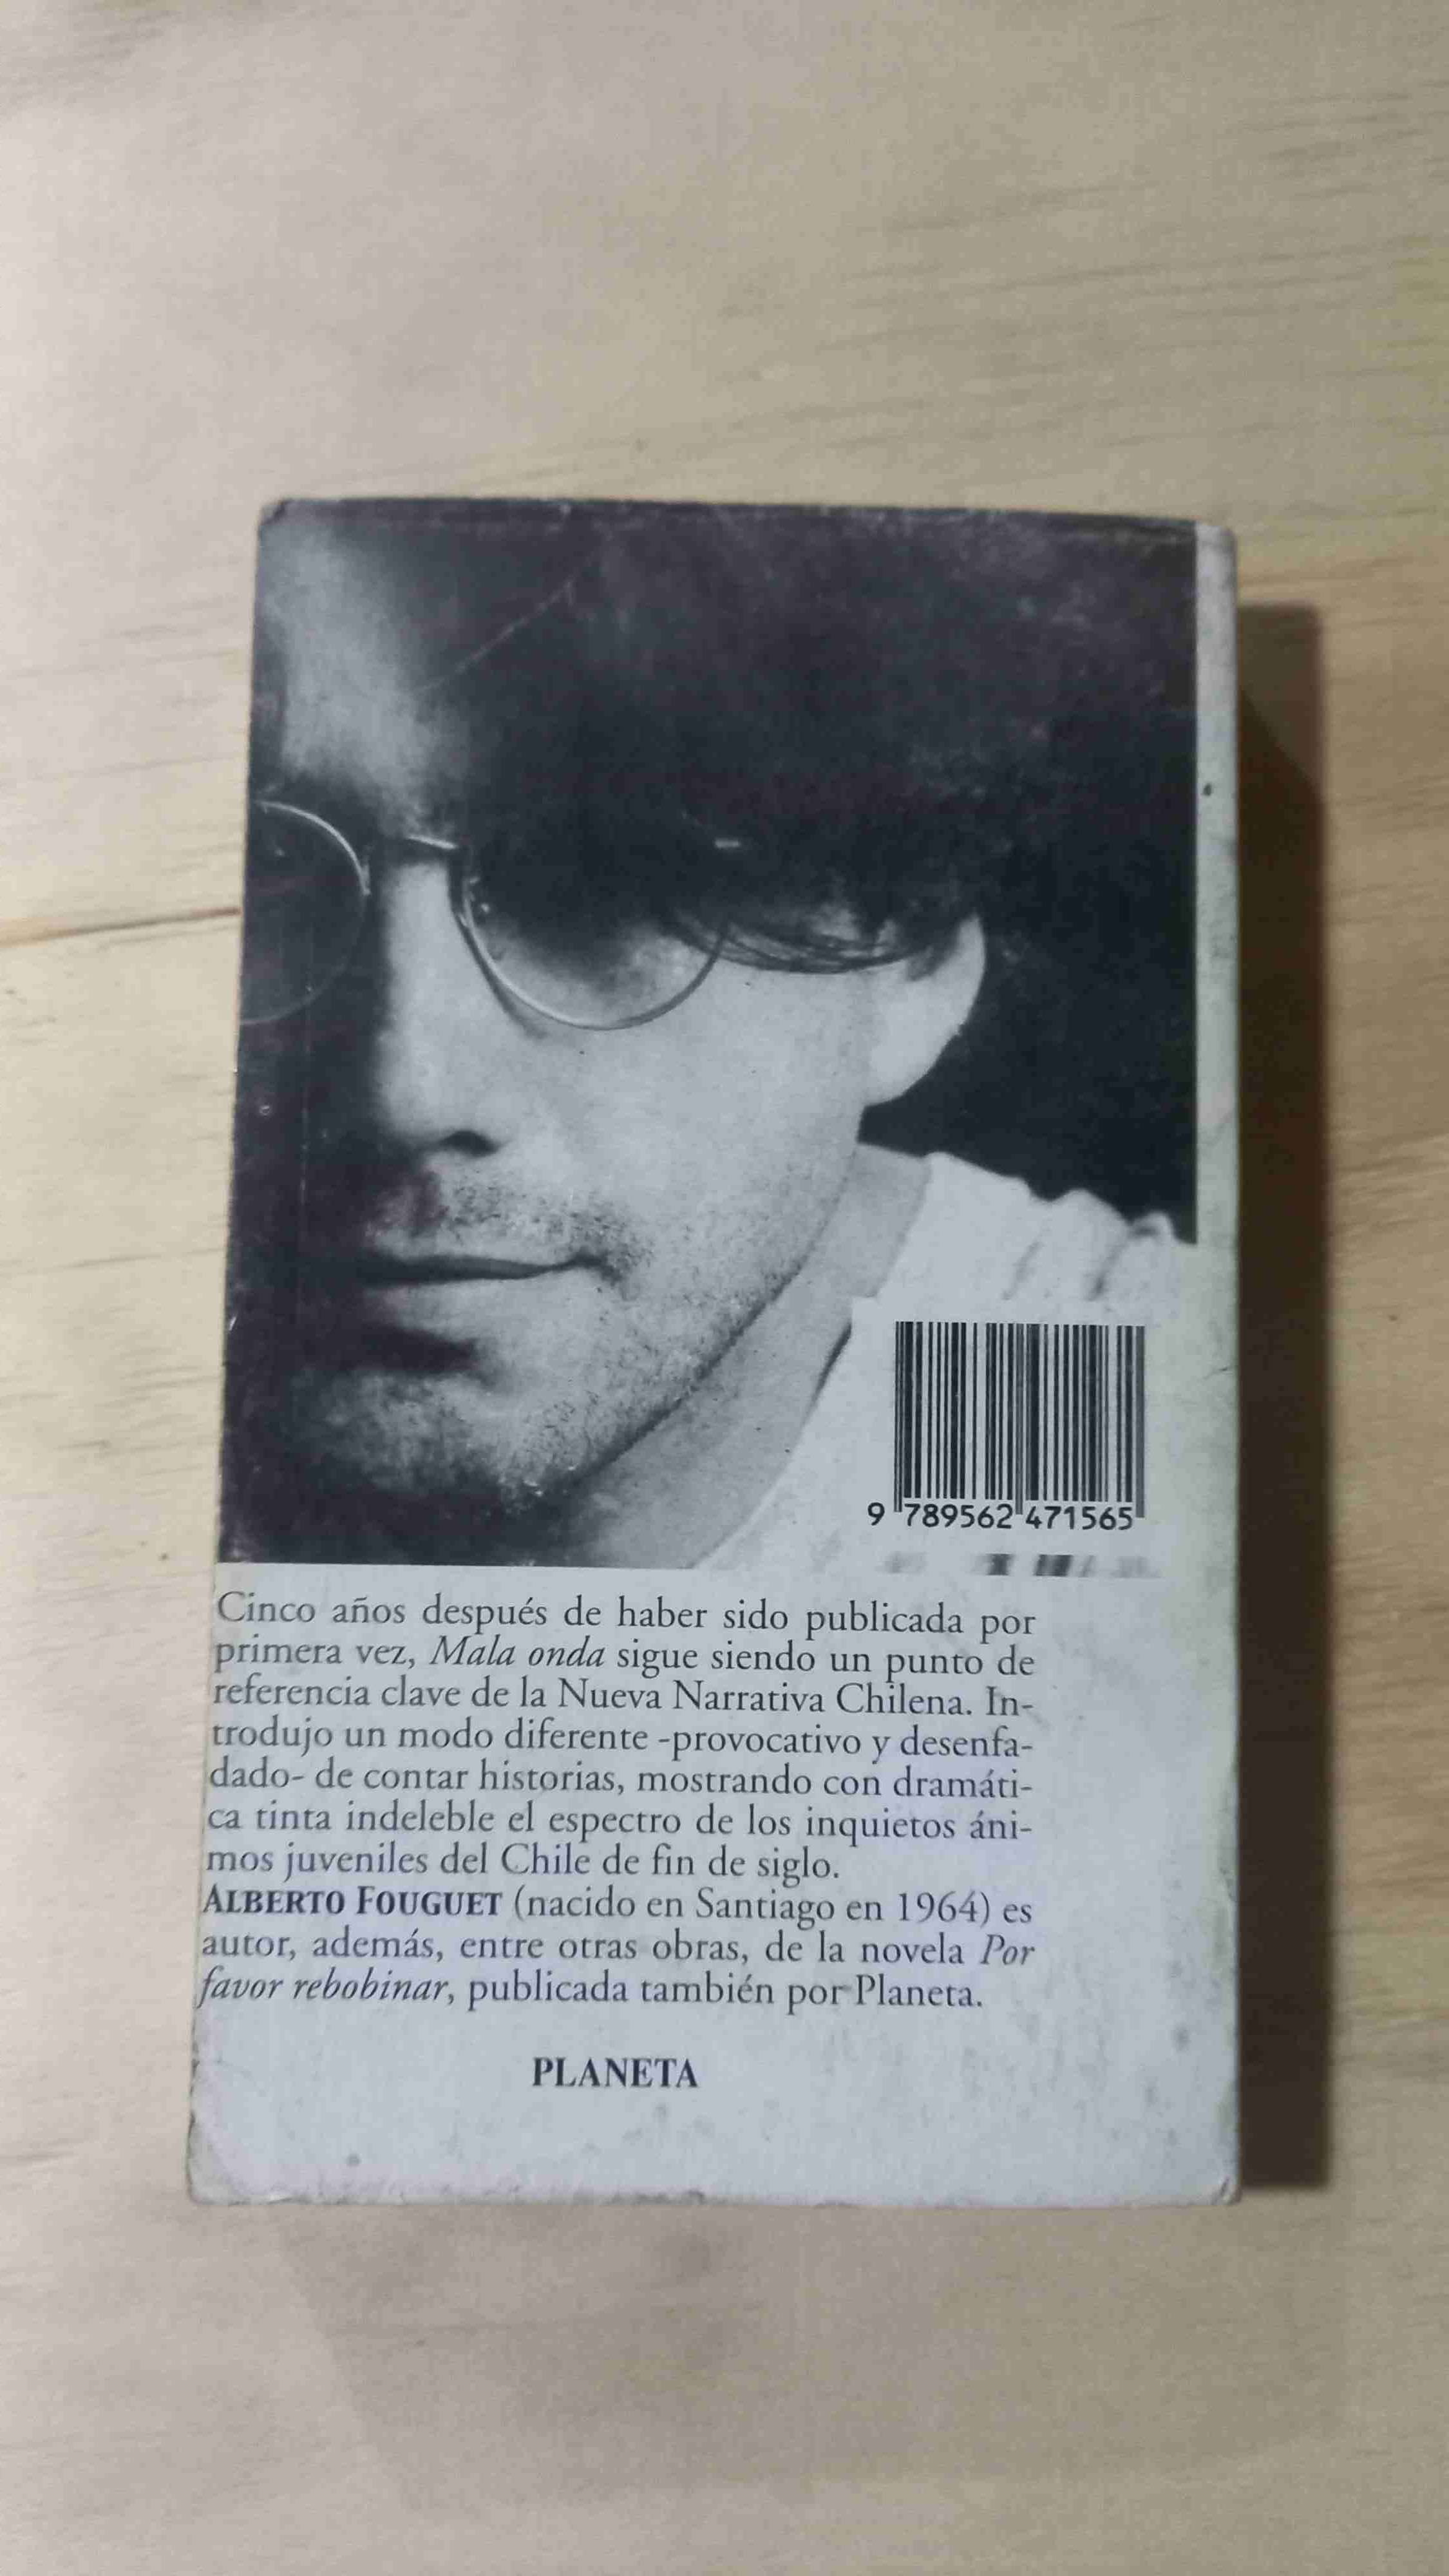 9 789562 471565
Cinco años después de haber sido publicada por
primera vez, Mala onda sigue siendo un punto de
referencia clave de la Nueva Narrativa Chilena. In-
trodujo un modo diferente -provocativo y desenfa-
dado- de contar historias, mostrando con dramáti-
ca tinta indeleble el espectro de los inquietos áni-
mos juveniles del Chile de fin de siglo.
ALBERTO FOUGUET (nacido en Santiago en 1964) es
autor, además, entre otras obras, de la novela Por
favor rebobinar, publicada también por Planeta.
PLANETA